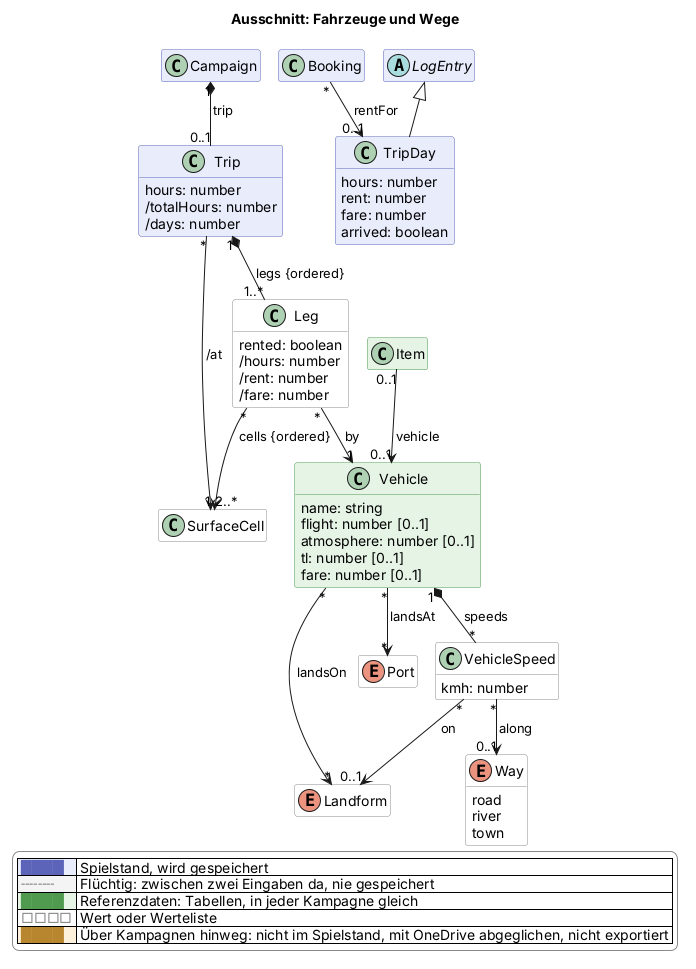 Ausschnitt: Fahrzeuge und Wege
C Campaign
C Booking
A LogEntry
trip
0..1
*
rentFor
0..1
C Trip
hours: number
/totalHours: number
/days: number
C TripDay
hours: number
rent: number
fare: number
arrived: boolean
*
1
legs {ordered}
1..*
/at
C Leg
rented: boolean
/hours: number
/rent: number
/fare: number
C Item
0..1
vehicle
0..1
*
cells {ordered}
*
by
2..*
C SurfaceCell
C Vehicle
name: string
flight: number [0..1]
atmosphere: number [0..1]
tl: number [0..1]
fare: number [0..1]
*
landsOn
*
landsAt
1
speeds
*
E Port
C VehicleSpeed
kmh: number
*
on
0..1
*
along
0..1
E Landform
E Way
road
river
town
Spielstand, wird gespeichert
-------- Flüchtig: zwischen zwei Eingaben da, nie gespeichert
Referenzdaten: Tabellen, in jeder Kampagne gleich
Wert oder Werteliste
Über Kampagnen hinweg: nicht im Spielstand, mit OneDrive abgeglichen, nicht exportiert